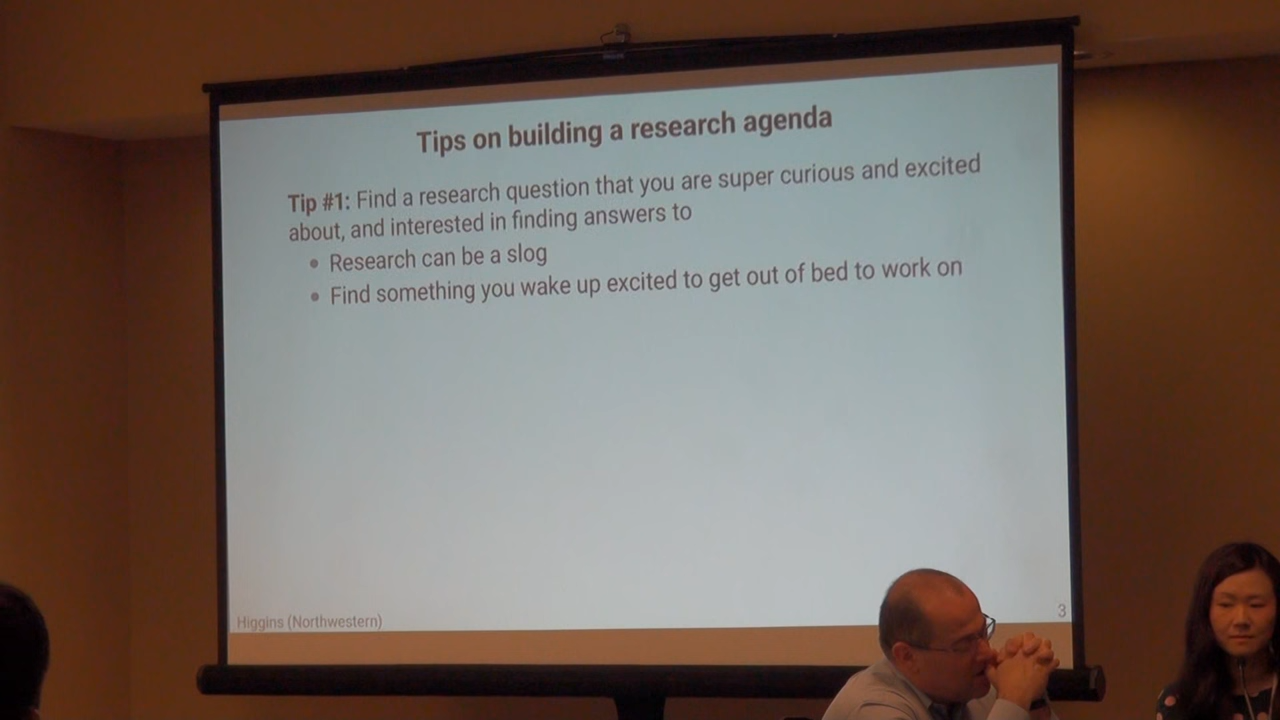 Tips on building a research agenda
Tip #1: Find a research question that you are super curious and excited
about, and interested in finding answers to
• Research can be a slog
• Find something you wake up excited to get out of bed to work on
Higgins (Northwestern)
3